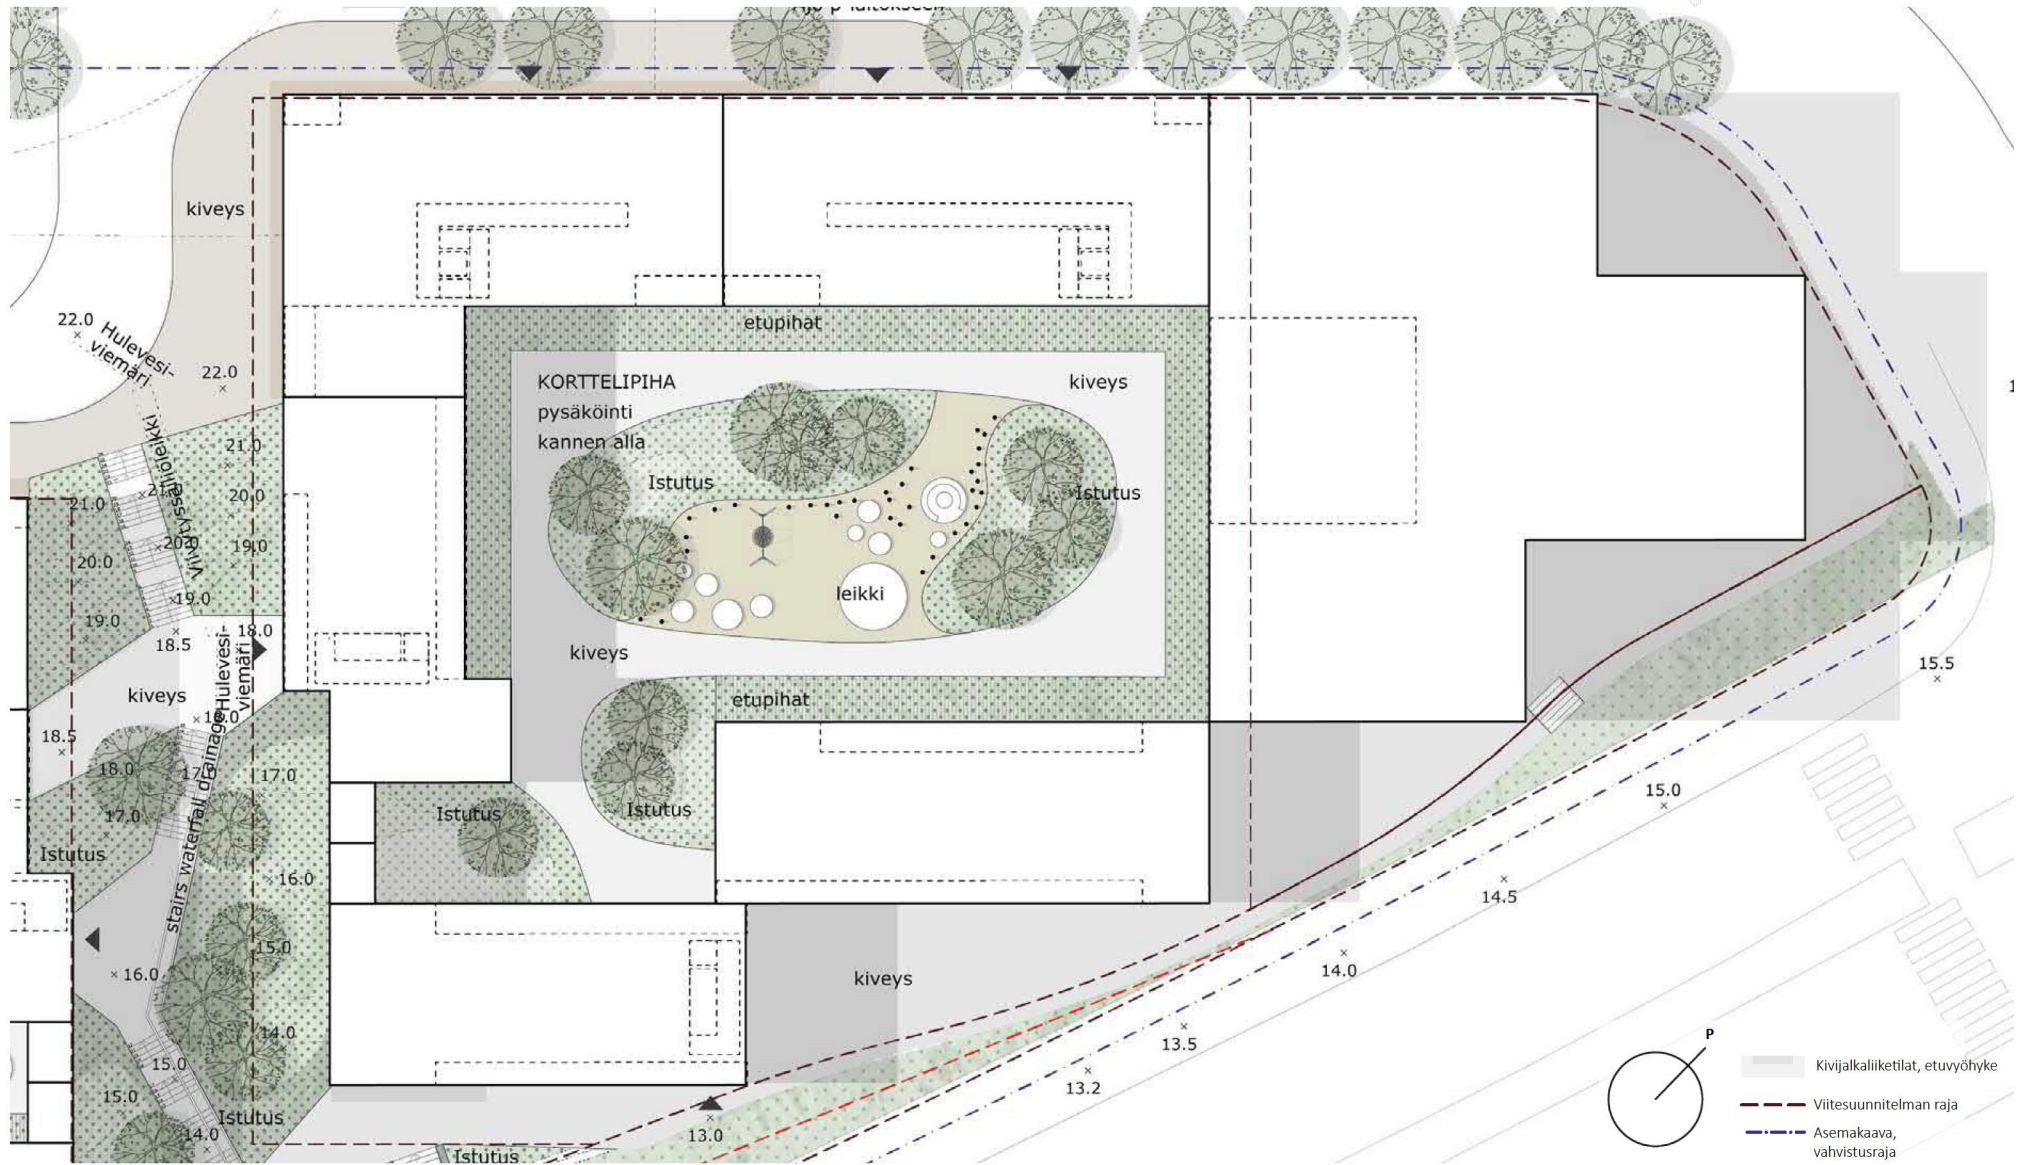 kiveys
22.0
Hulevesi-
viemäri
22.0
etupihat
KORTTELIPIHA
pysäköinti
kannen alla
kiveys
21.0
Istutus
Istutus
20.0
21.0
20.0
19.0
20.0
leikki
19.0
19.0
18.0
18.5
Hulevesi-
viemäri
kiveys
15.5
kiveys
etupihat
18.0
18.5
18.0
17.0
17.0
15.0
17.0
Istutus
Istutus
Istutus
stairs waterfall drainage
16.0
14.5
15.0
16.0
kiveys
14.0
14.0
13.5
15.0
13.2
15.0
Istutus
13.0
14.0
Istutus
P
Kivijalkaliiketilat, etuvyöhyke
Viitesuunnitelman raja
Asemakaava,
vahvistusraja